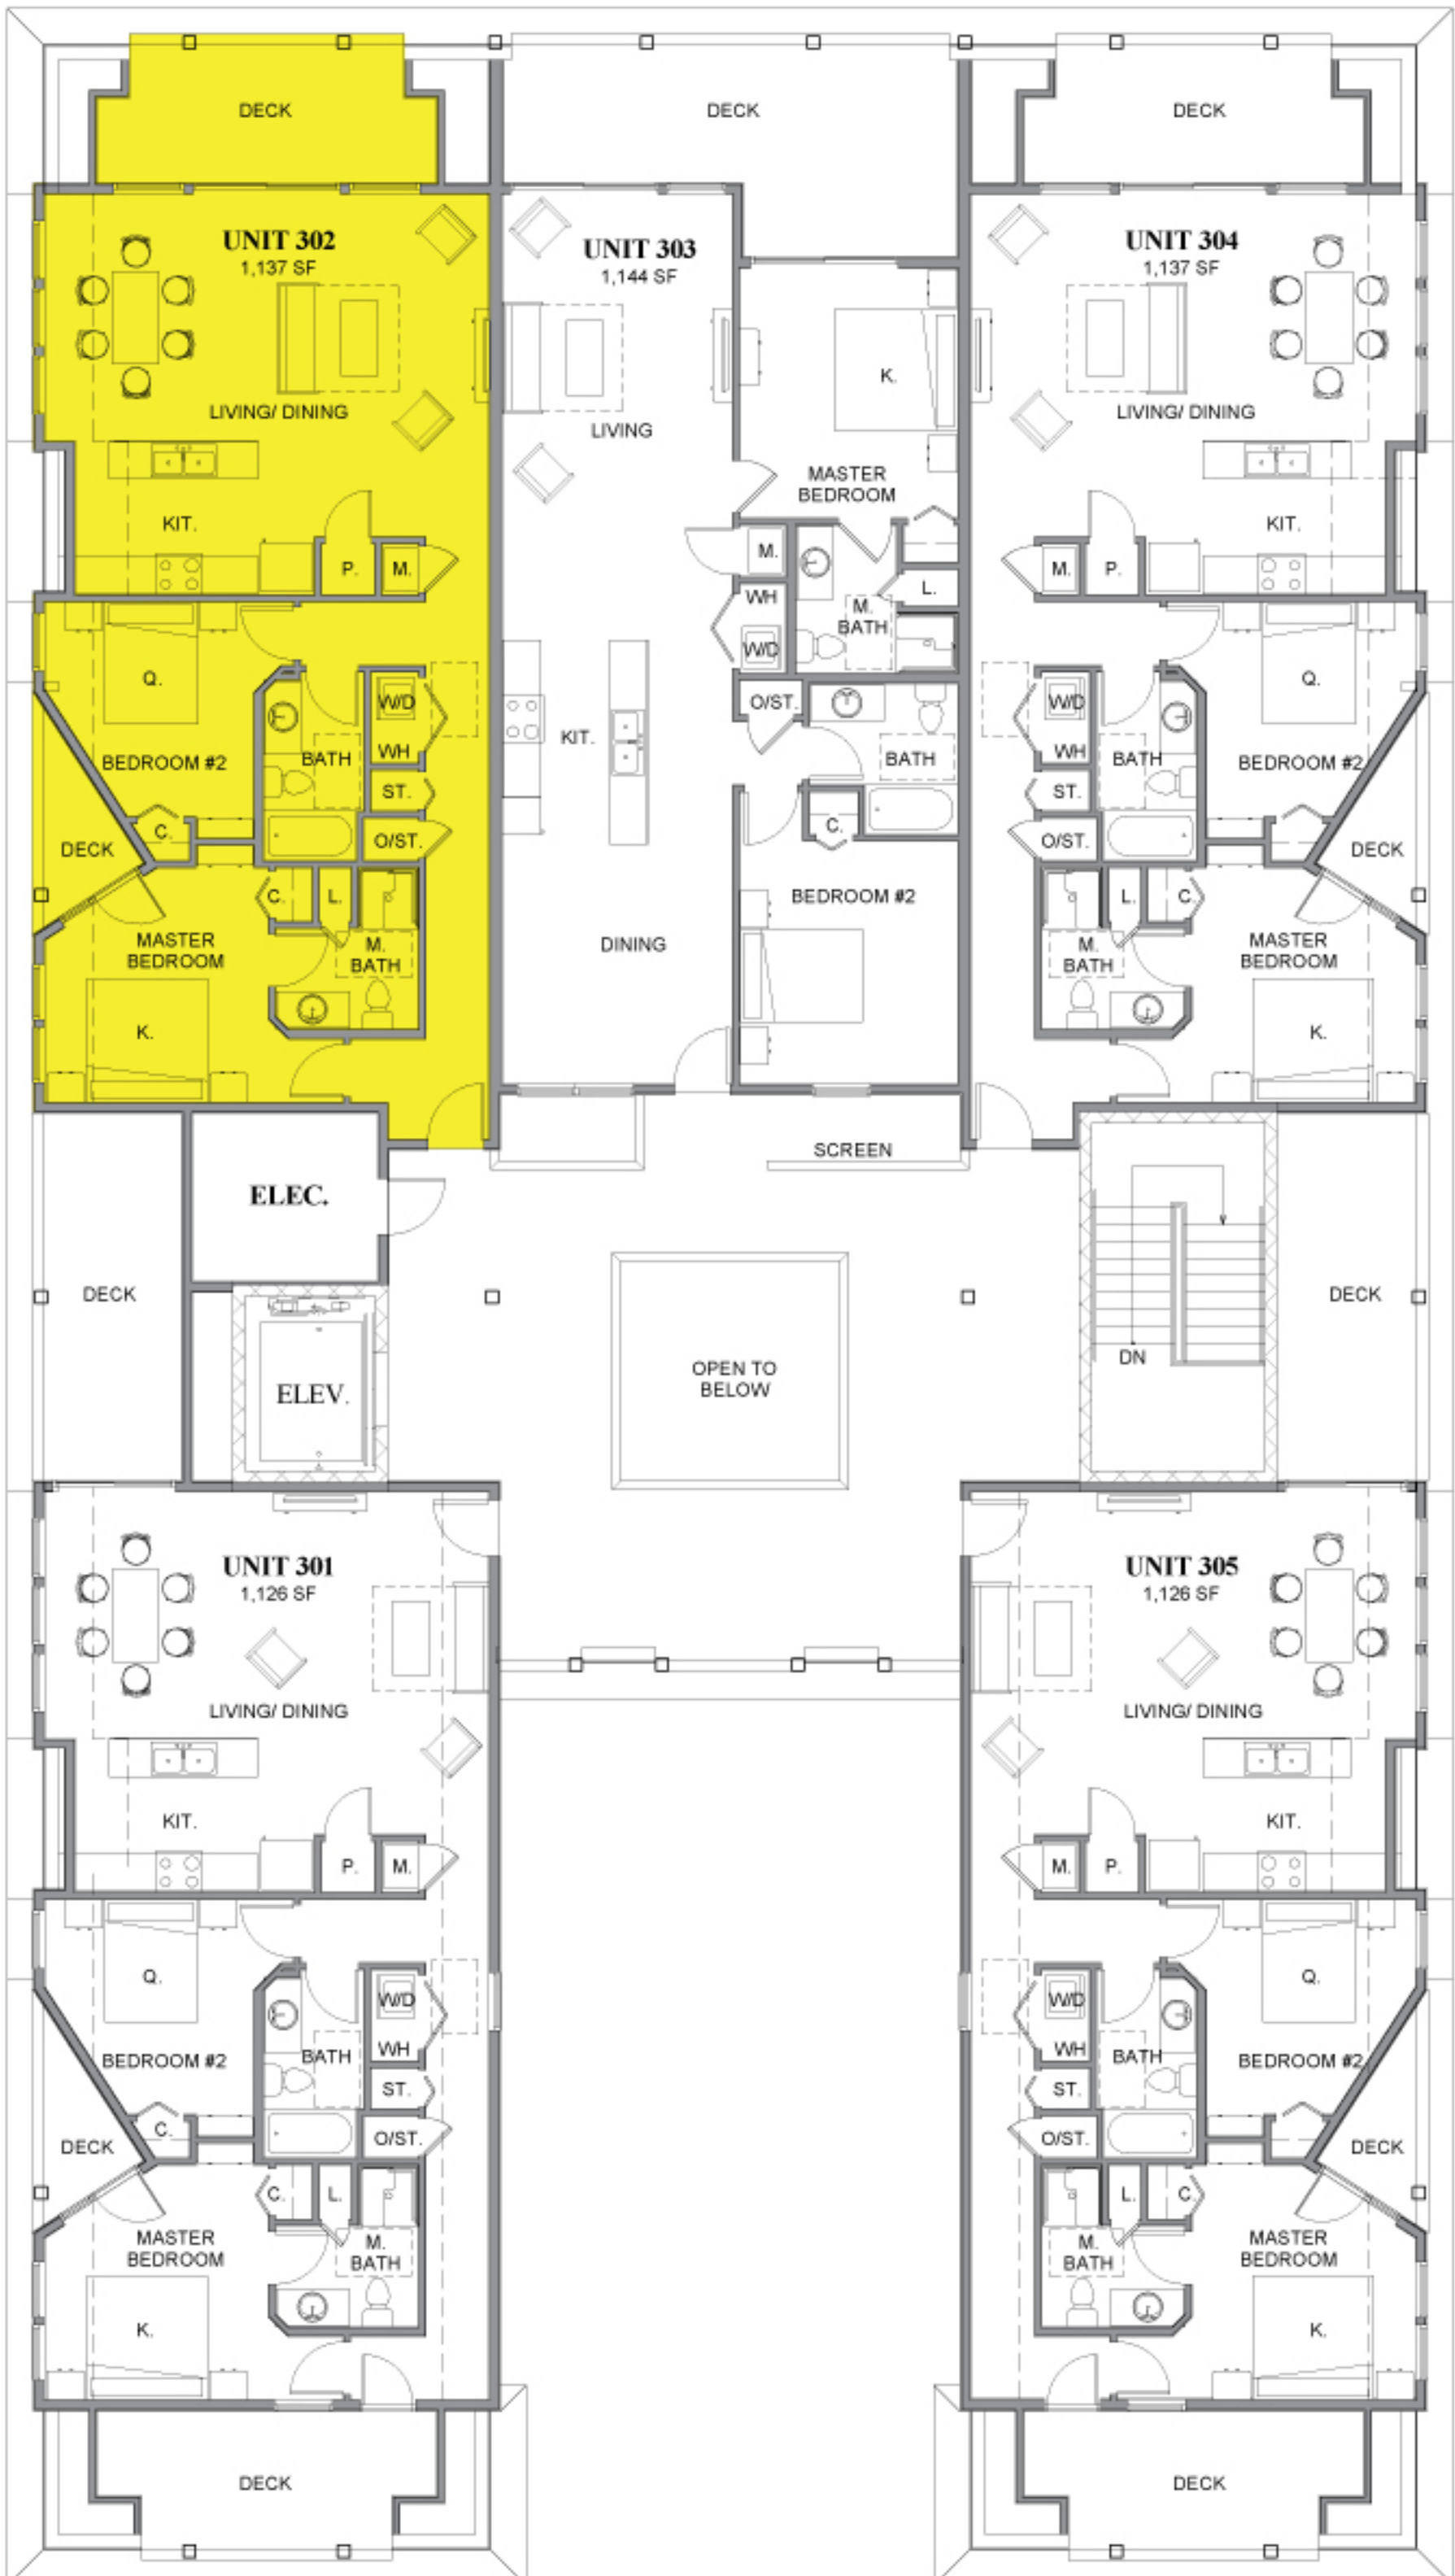 DECK
DECK
DECK
UNIT 302
1,137 SF
UNIT 303
1,144 SF
UNIT 304
1,137 SF
K.
LIVING/ DINING
LIVING
LIVING/ DINING
MASTER
BEDROOM
KIT.
KIT.
P.
M.
M.
M.
P.
L.
WH
M.
BATH
W/D
Q.
Q.
W/D
O/ST.
W/D
WH
KIT.
WH
BEDROOM #2
BATH
BATH
BATH
BEDROOM #2
ST.
ST.
C.
C.
O/ST.
O/ST.
DECK
DECK
C.
L.
BEDROOM #2
L.
C.
MASTER
BEDROOM
M.
BATH
DINING
M.
BATH
MASTER
BEDROOM
K.
K.
SCREEN
ELEC.
DECK
DECK
DN
OPEN TO
BELOW
ELEV.
UNIT 301
1,126 SF
UNIT 305
1,126 SF
LIVING/ DINING
LIVING/ DINING
KIT.
KIT.
P.
M.
M.
P.
Q.
Q.
W/D
W/D
WH
WH
BEDROOM #2
BATH
BATH
BEDROOM #2
ST.
ST.
C.
O/ST.
O/ST.
DECK
DECK
C.
L.
L.
C.
MASTER
BEDROOM
M.
BATH
M.
BATH
MASTER
BEDROOM
K.
K.
DECK
DECK